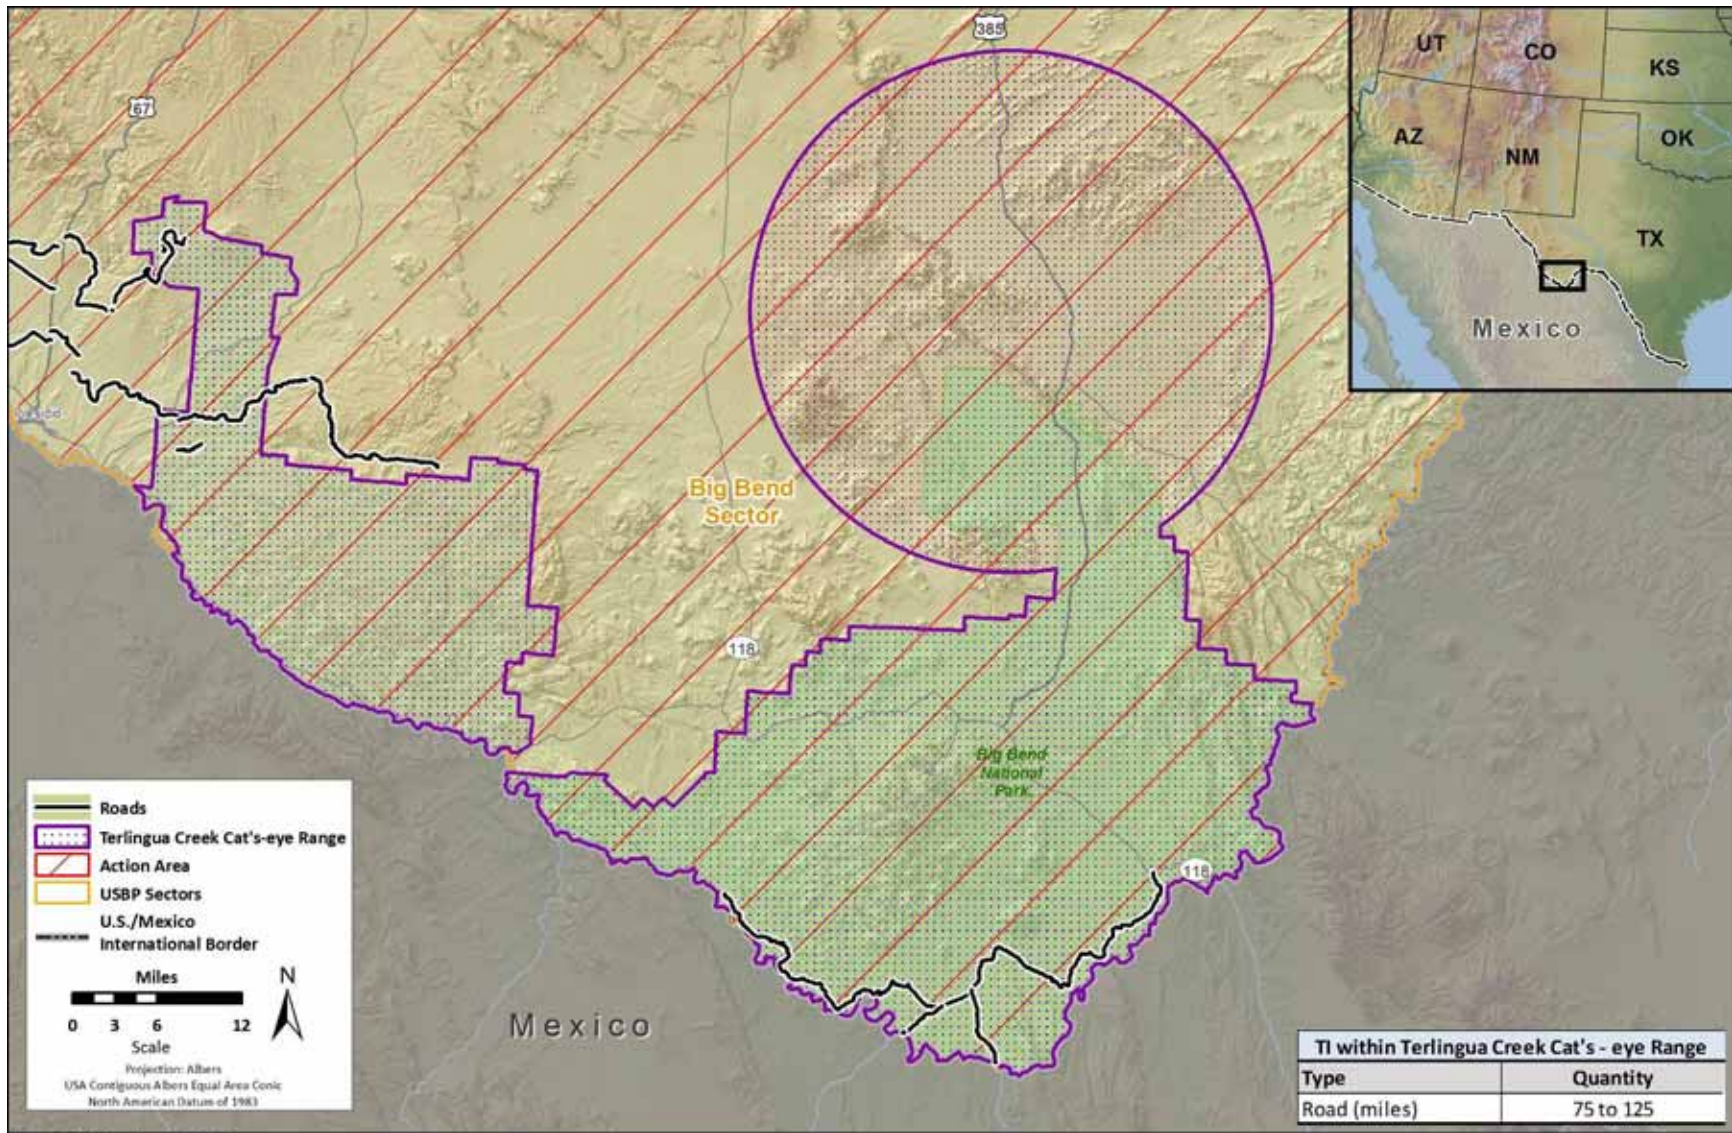 385
67
UT
CO
KS
AZ
NM
OK
TX
Mexico
Big Bend
Sector
118
Big Bend
National
Park
118
Mexico
Roads
Terlingua Creek Cat's-eye Range
Action Area
USBP Sectors
U.S./Mexico
International Border
Miles
N
0 3 6 12
Scale
Projection: Albers
USA Contiguous Albers Equal Area Conic
North American Datum of 1983
TI within Terlingua Creek Cat's - eye Range
Type Quantity
Road (miles) 75 to 125